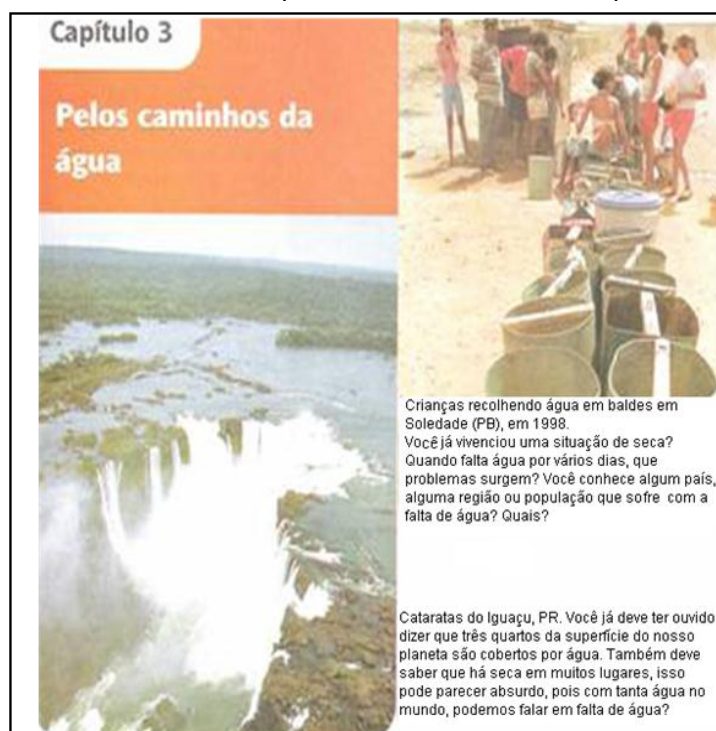 Capítulo 3
Pelos caminhos da
água
Crianças recolhendo água em baldes em
Soledade (PB), em 1998.
Você já vivenciou uma situação de seca?
Quando falta água por vários dias, que
problemas surgem? Você conhece algum país,
alguma região ou população que sofre com a
falta de água? Quais?
Cataratas do Iguaçu, PR. Você já deve ter ouvido
dizer que três quartos da superfície do nosso
planeta são cobertos por água. Também deve
saber que há seca em muitos lugares, isso
pode parecer absurdo, pois com tanta água no
mundo, podemos falar em falta de água?